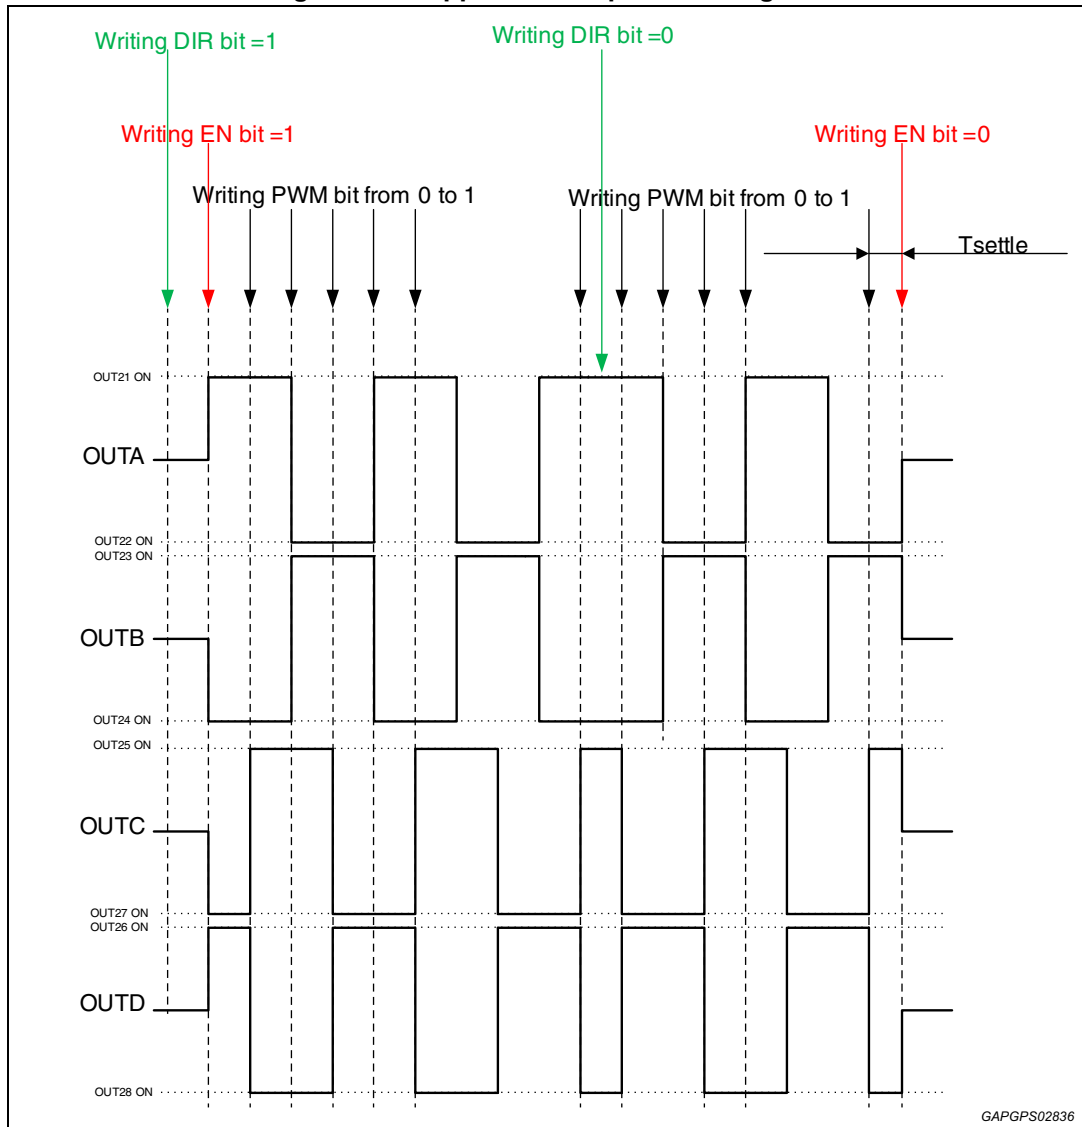 Writing DIR bit =1
Writing DIR bit =0
Writing EN bit =1
Writing EN bit =0
Writing PWM bit from 0 to 1
Writing PWM bit from 0 to 1
Tsettle
OUT21 ON
OUTA
OUT22 ON
OUT23 ON
OUTB
OUT24 ON
OUT25 ON
OUTC
OUT27 ON
OUT26 ON
OUTD
OUT28 ON
GAPGPS02836